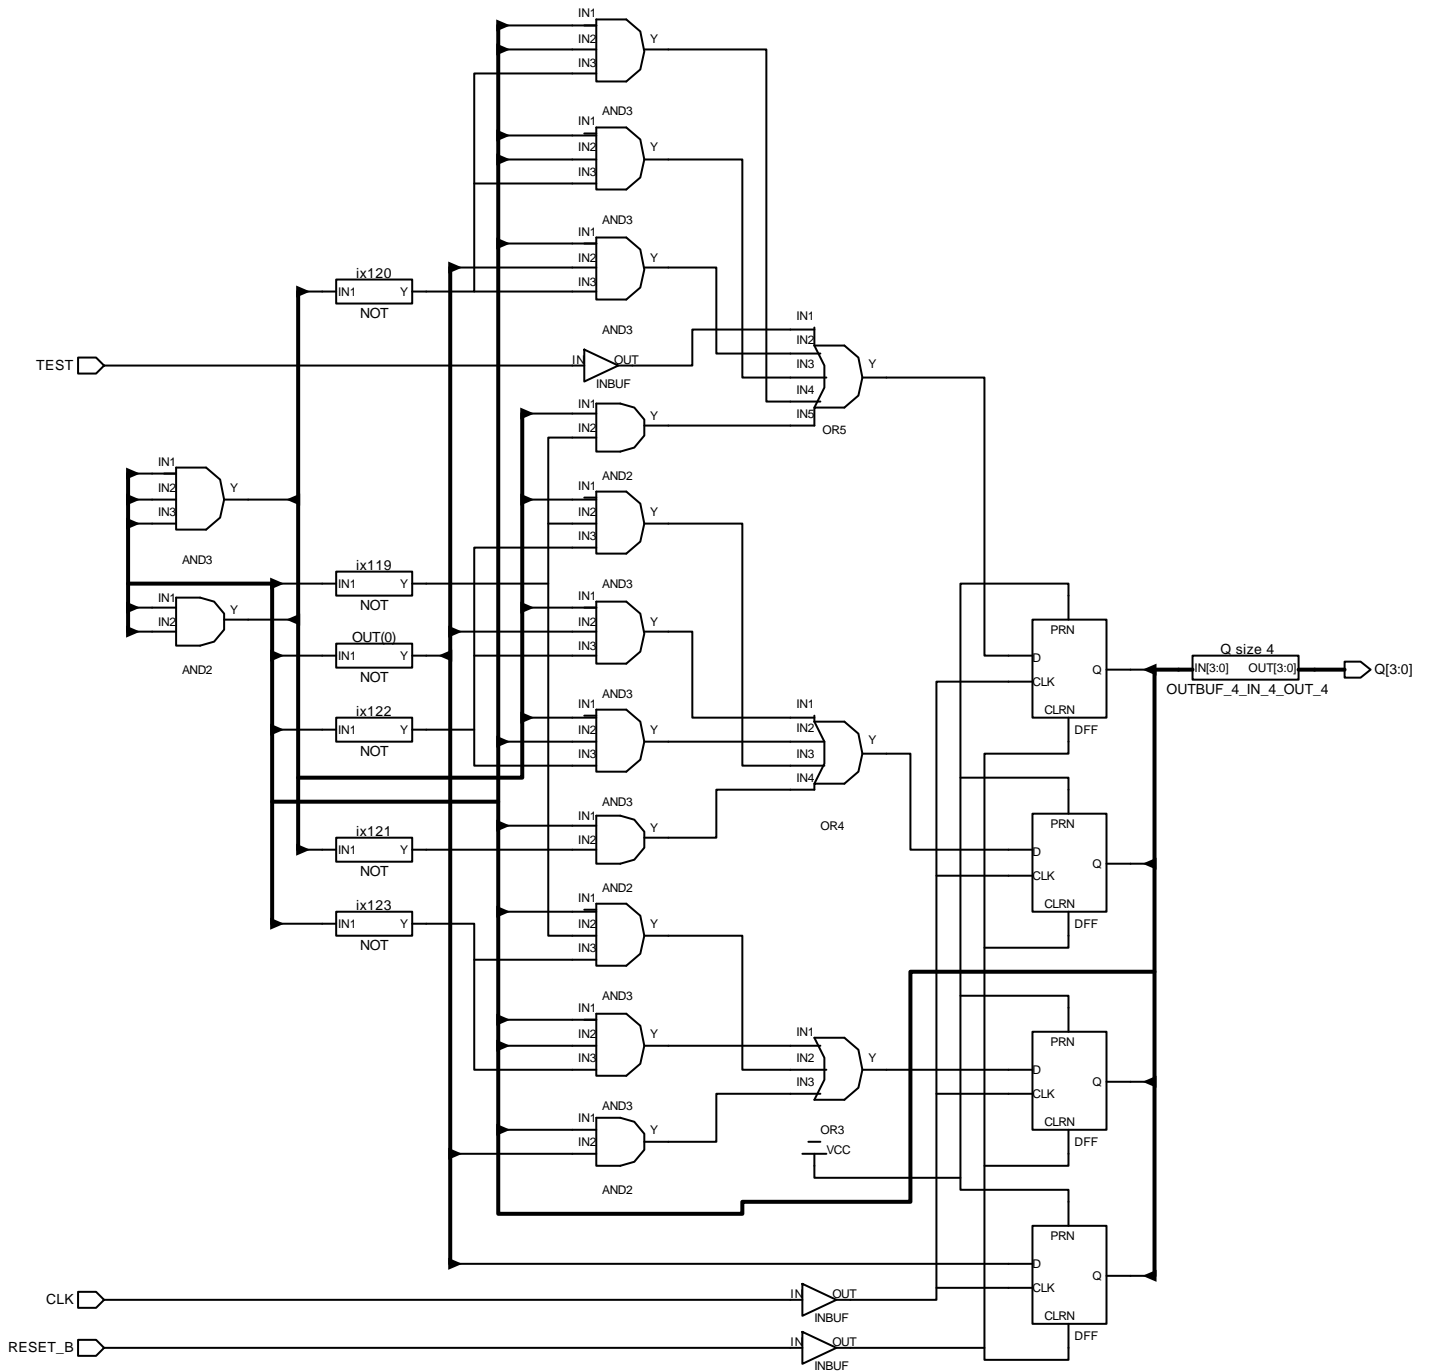 IN1
IN2 Y
IN3
AND3
IN1
IN2 Y
IN3
AND3
IN1
IN2 Y
IN3
ix120
IN1 Y
NOT
IN1
AND3
IN2
TEST
IN OUT
INBUF
IN3 Y
IN4
IN5
OR5
IN1
IN2 Y
AND2
IN1
IN2 Y
IN3
AND3
IN1
IN2 Y
IN3
AND3
ix119
IN1 Y
NOT
IN1
IN2 Y
AND2
AND3
IN1
IN2 Y
IN3
OUT(0)
IN1 Y
NOT
PRN
D
Q
CLK
CLRN
DFF
Q size 4
IN[3:0] OUT[3:0]
OUTBUF_4_IN_4_OUT_4
Q[3:0]
AND3
IN1
IN2 Y
IN3
ix122
IN1 Y
NOT
IN1
IN2
IN3 Y
IN4
OR4
AND3
IN1
IN2 Y
ix121
IN1 Y
NOT
PRN
D
Q
CLK
CLRN
DFF
AND2
IN1
IN2 Y
IN3
ix123
IN1 Y
NOT
AND3
IN1
IN2 Y
IN3
IN1
IN2 Y
IN3
OR3
PRN
D
Q
CLK
CLRN
DFF
AND3
IN1
IN2 Y
AND2
VCC
PRN
D
Q
CLK
CLRN
DFF
CLK
IN OUT
INBUF
RESET_B
IN OUT
INBUF